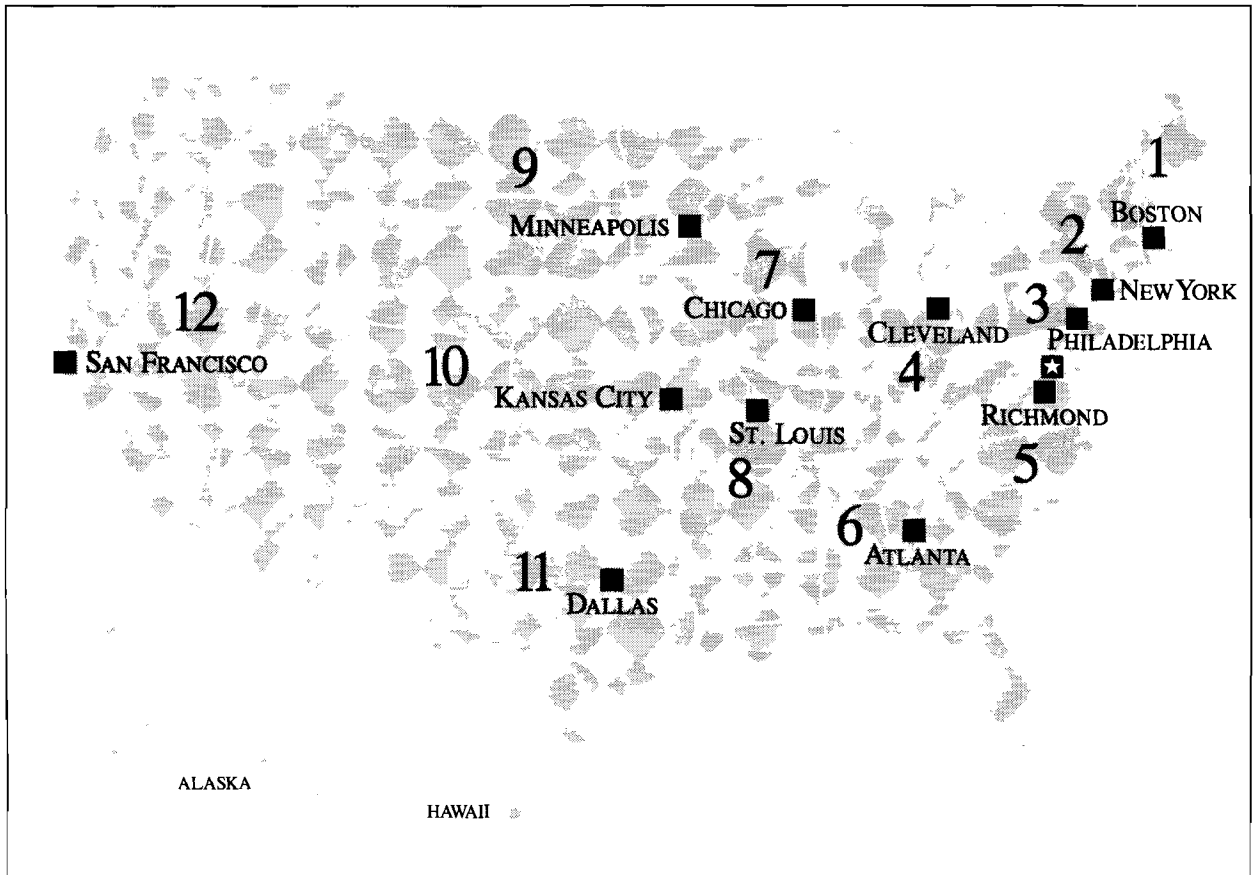 1
9
BOSTON
MINNEAPOLIS
2
7
NEW YORK
12
3
CHICAGO
CLEVELAND
PHILADELPHIA
SAN FRANCISCO
10
4
KANSAS CITY
RICHMOND
ST. LOUIS
5
8
6
ATLANTA
11
DALLAS
ALASKA
HAWAII